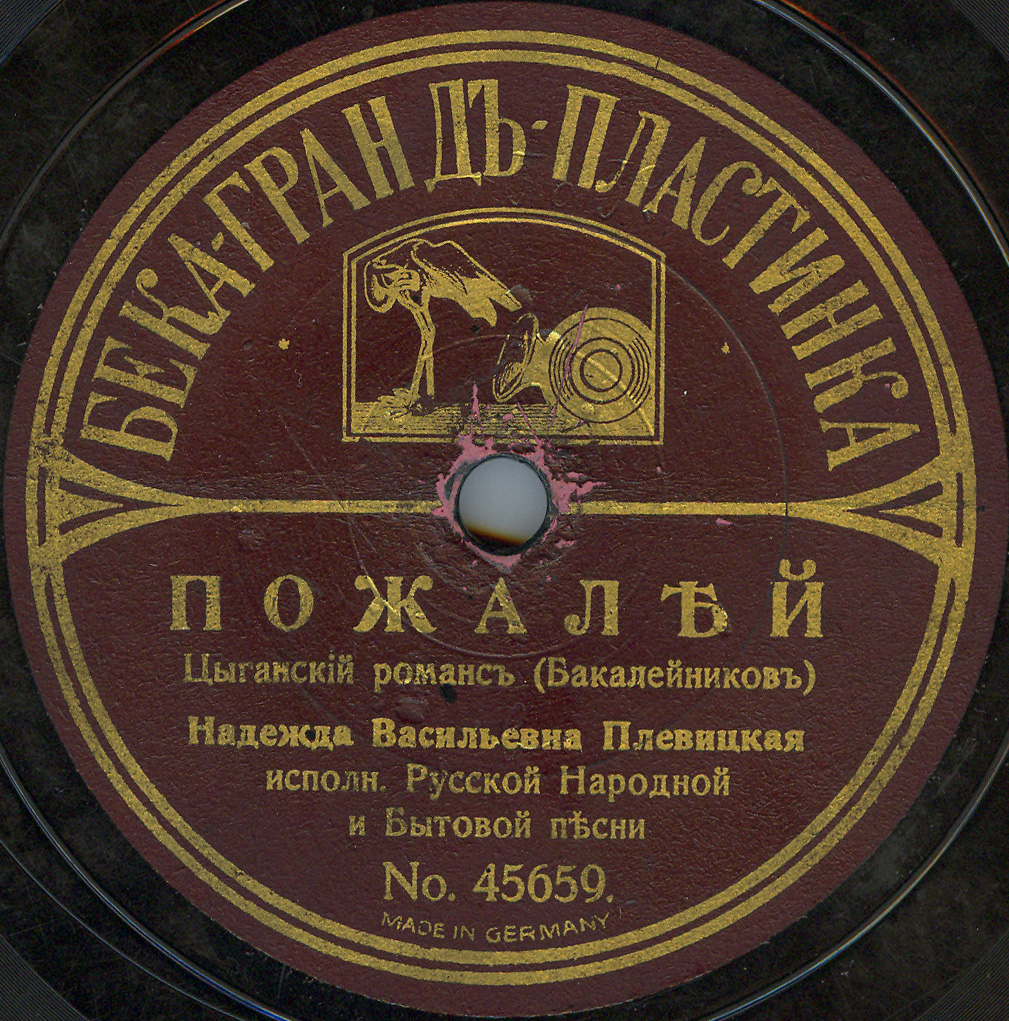 БЕКА-ГРАНДЪ-ПЛАСТИНКА
ПОЖАЛѢЙ
Цыганскій романсъ (Бакалейниковъ)
Надежда Васильевна Плевицкая
исполн. Русской Народной
и Бытовой пѣсни
No. 45659.
MADE IN GERMANY